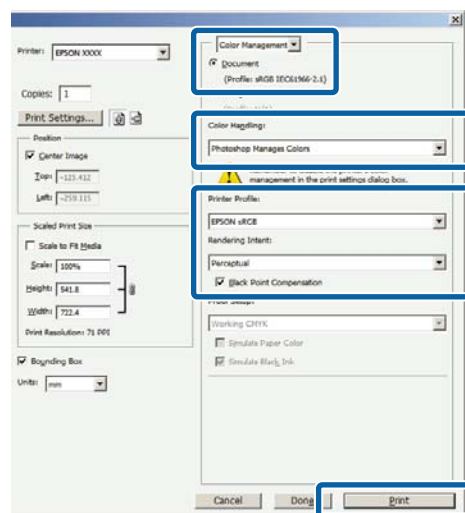 Printer: EPSON XXXX
Copies: 1
Print Settings...
Position
Center Image
Top: -125.412
Left: -259.115
Scaled Print Size
Scale to Fit Media
Scale: 100%
Height: 541.8
Width: 722.4
Print Resolution: 71 PPI
Bounding Box
Units: mm
Color Management
Document
(Profile: sRGB IEC61966-2.1)
Color Handling:
Photoshop Manages Colors
management in the print settings dialog box.
Printer Profile:
EPSON sRGB
Rendering Intent:
Perceptual
Black Point Compensation
Working CMYK
Simulate Paper Color
Simulate Black Ink
Cancel
Done
Print